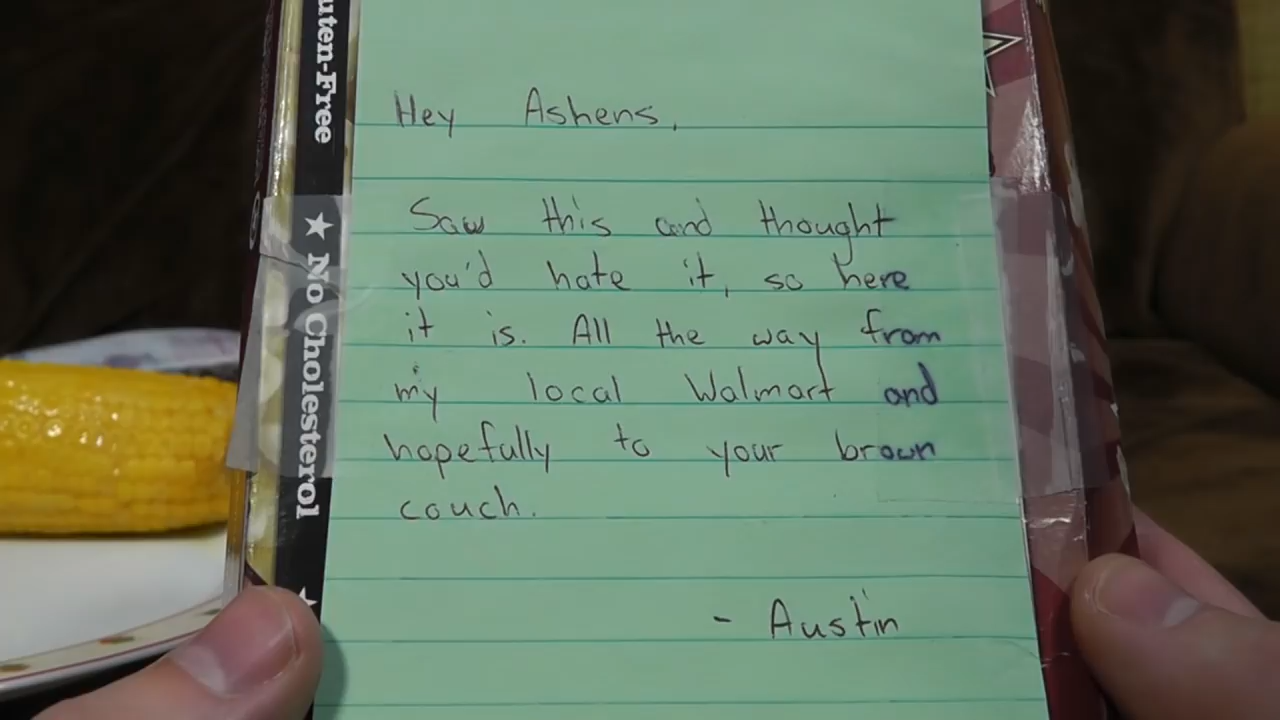 uten-Free
★ No Cholesterol ★
Hey Ashens,
Saw this and thought
you'd hate it, so here
it is. All the way from
my local Walmart and
hopefully to your brown
couch.
- Austin